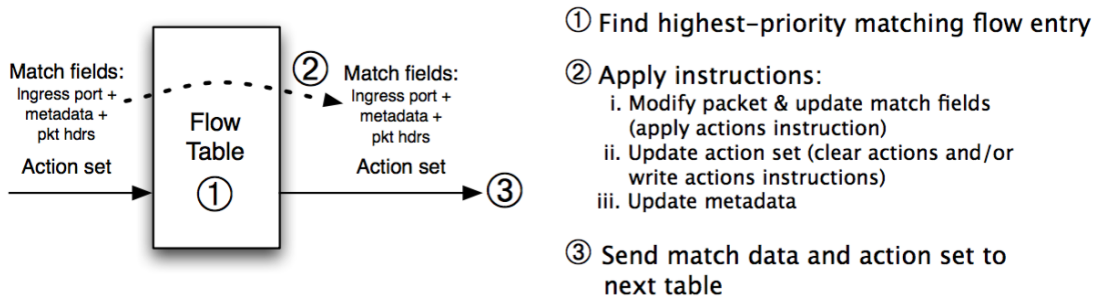 Match fields:
Ingress port +
metadata +
pkt hdrs
Action set
Flow
Table
①
②
Match fields:
Ingress port +
metadata +
pkt hdrs
Action set
③
① Find highest-priority matching flow entry
② Apply instructions:
i. Modify packet & update match fields
(apply actions instruction)
ii. Update action set (clear actions and/or
write actions instructions)
iii. Update metadata
③ Send match data and action set to
next table